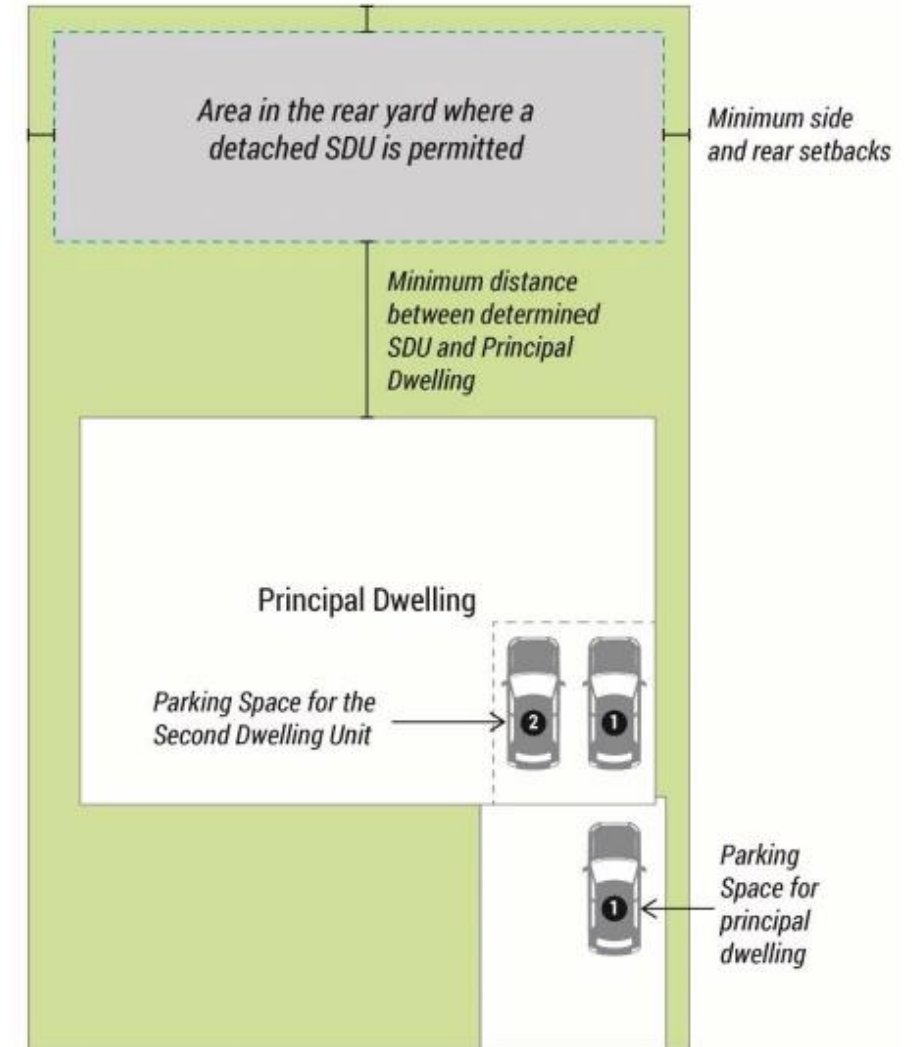 Area in the rear yard where a
detached SDU is permitted
Minimum side
and rear setbacks
Minimum distance
between determined
SDU and Principal
Dwelling
Principal Dwelling
Parking Space for the
Second Dwelling Unit
2
1
1
Parking
Space for
principal
dwelling